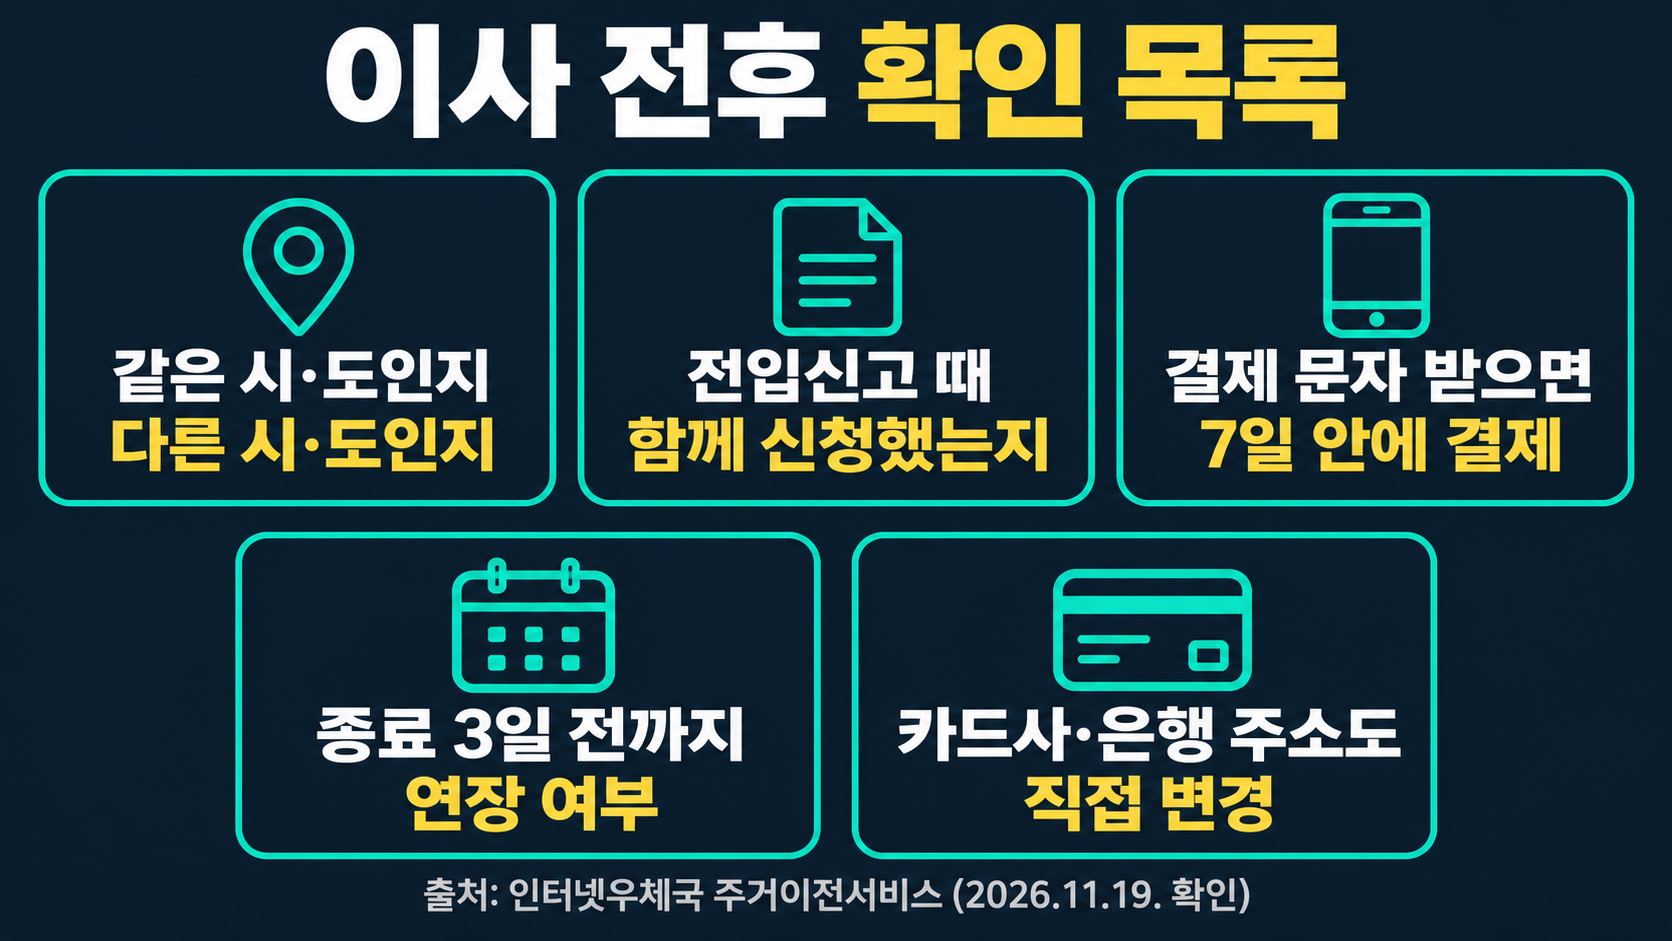 이사 전후 확인 목록
같은 시·도인지
다른 시·도인지
전입신고 때
함께 신청했는지
결제 문자 받으면
7일 안에 결제
종료 3일 전까지
연장 여부
카드사·은행 주소도
직접 변경
출처: 인터넷우체국 주거이전서비스 (2026.11.19. 확인)